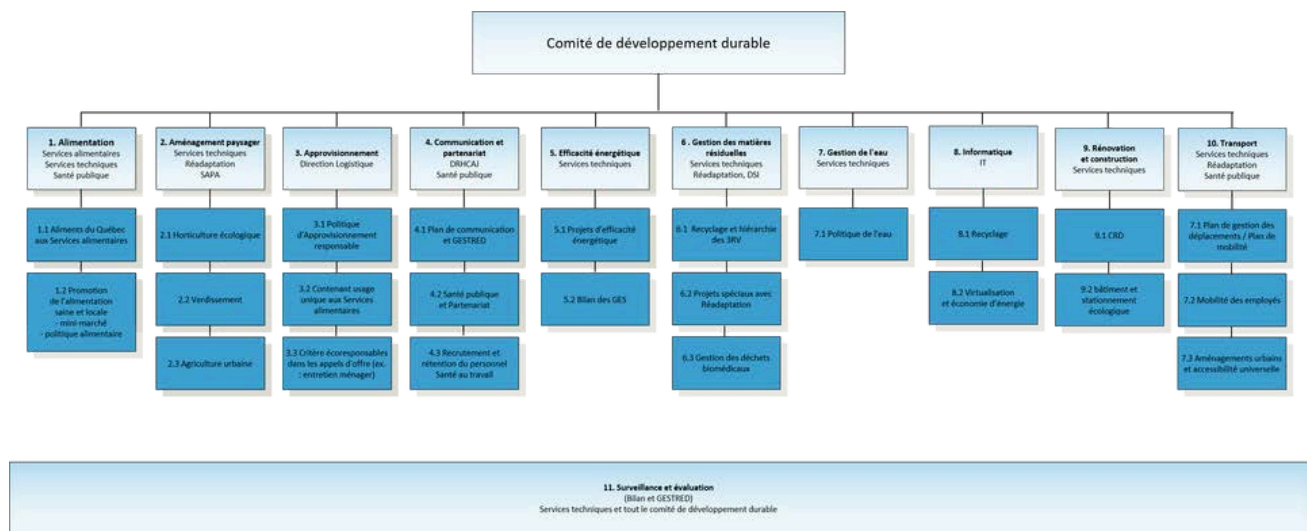 Comité de développement durable
1. Alimentation
Services alimentaires
Services techniques
Santé publique
2. Aménagement paysager
Services techniques
Réadaptation
SAPA
3. Approvisionnement
Direction Logistique
4. Communication et
partenariat
DRHCAJ
Santé publique
5. Efficacité énergétique
Services techniques
6 . Gestion des matières
résiduelles
Services techniques
Réadaptation, DSI
7. Gestion de l'eau
Services techniques
8. Informatique
IT
9. Rénovation
et construction
Services techniques
10. Transport
Services techniques
Réadaptation
Santé publique
1.1 Aliments du Québec
aux Services alimentaires
2.1 Horticulture écologique
3.1 Politique
d'Approvisionnement
responsable
4.1 Plan de communication
et GESTRED
5.1 Projets d'efficacité
énergétique
6.1 Recyclage et hiérarchie
des 3RV
7.1 Politique de l'eau
8.1 Recyclage
9.1 CRD
7.1 Plan de gestion des
déplacements / Plan de
mobilité
1.2 Promotion
de l'alimentation
saine et locale
- mini-marché
- politique alimentaire
2.2 Verdissement
3.2 Contenant usage
unique aux Services
alimentaires
4.2 Santé publique
et Partenariat
5.2 Bilan des GES
6.2 Projets spéciaux avec
Réadaptation
8.2 Virtualisation
et économie d'énergie
9.2 bâtiment et
stationnement
écologique
7.2 Mobilité des employés
2.3 Agriculture urbaine
3.3 Critère écoresponsables
dans les appels d'offre (ex.
: entretien ménager)
4.3 Recrutement et
rétention du personnel
Santé au travail
6.3 Gestion des déchets
biomédicaux
7.3 Aménagements urbains
et accessibilité universelle
11. Surveillance et évaluation
(Bilan et GESTRED)
Services techniques et tout le comité de développement durable